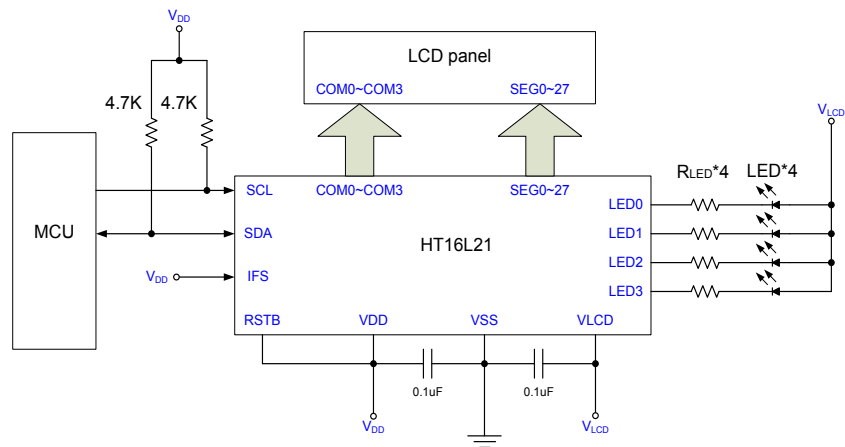 VDD
LCD panel
4.7K 4.7K
COM0~COM3 SEG0~27
VLCD
MCU
SCL COM0~COM3 SEG0~27
RLED*4 LED*4
LED0
SDA HT16L21 LED1
VDD IFS LED2
LED3
RSTB VDD VSS VLCD
0.1uF 0.1uF
VDD VLCD